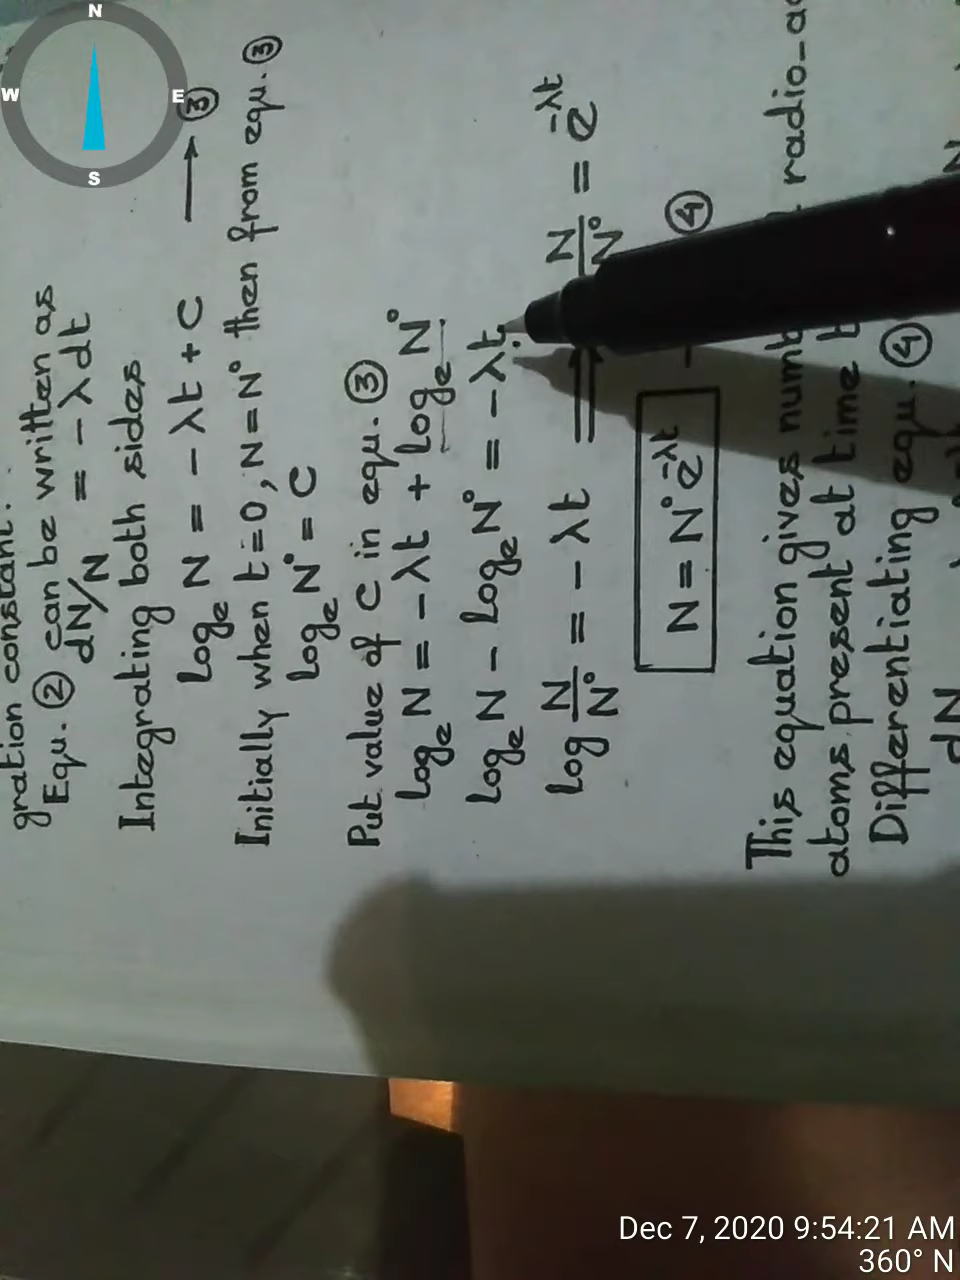 gration constant.
Equ. ② can be written as
dN/N = - λdt
Integrating both sides
Loge N = - λt + C → ③
Initially when t=0, N=N° then from equ. ③
Loge N° = C
Put value of C in equ. ③
Loge N = - λt + Loge N°
Loge N - Loge N° = - λt
Log N/N° = - λt ⇒ N/N° = e^-λt
N = N° e^-λt - ④
This equation gives radio-
atoms present at time
Differentiating equ. ④
dN
N
W
E
S
Dec 7, 2020 9:54:21 AM
360° N